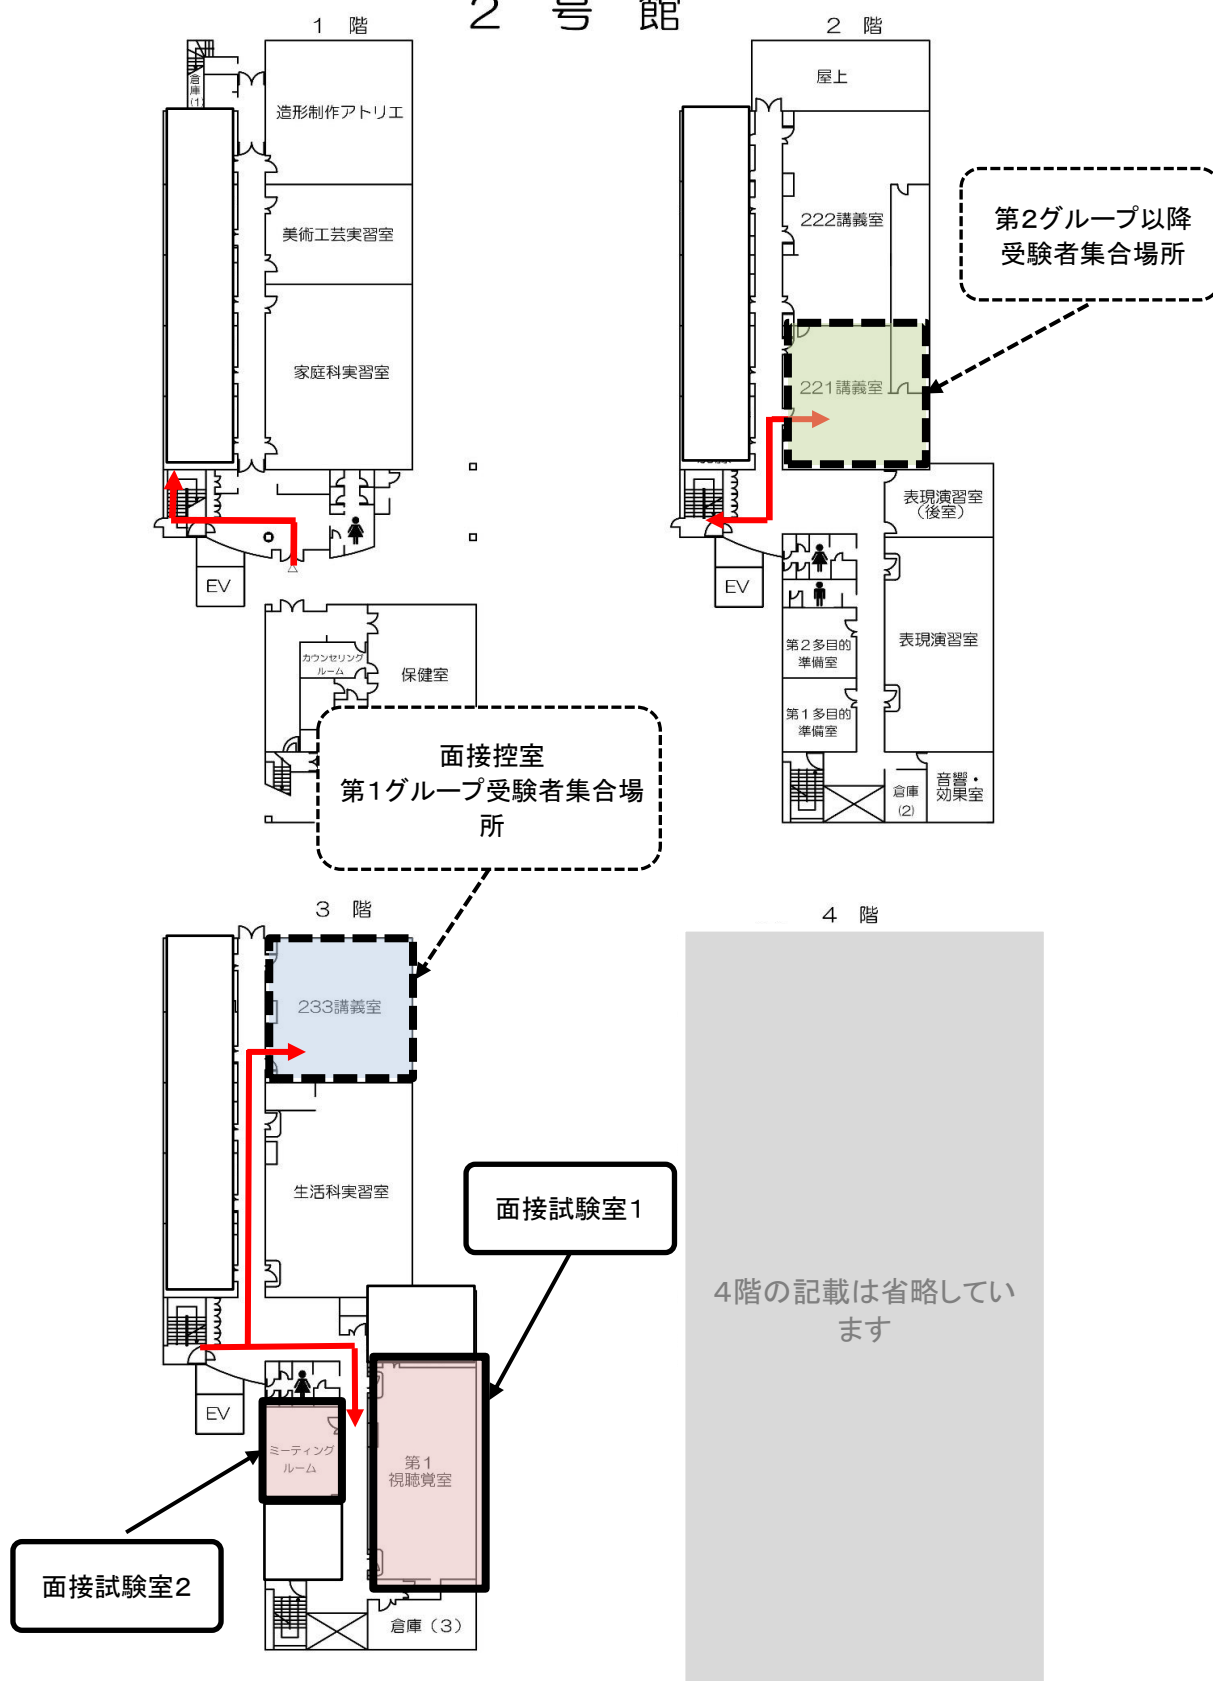 2 号 館
1 階
倉庫
(1)
造形制作アトリエ
美術工芸実習室
家庭科実習室
EV
カウンセリング
ルーム
保健室
面接控室
第1グループ受験者集合場
所
2 階
屋上
222講義室
第2グループ以降
受験者集合場所
221講義室
表現演習室
(後室)
EV
表現演習室
第2多目的
準備室
第1多目的
準備室
倉庫
(2)
音響・
効果室
3 階
233講義室
生活科実習室
面接試験室1
EV
ミーティング
ルーム
第1
視聴覚室
面接試験室2
倉庫(3)
4 階
4階の記載は省略してい
ます